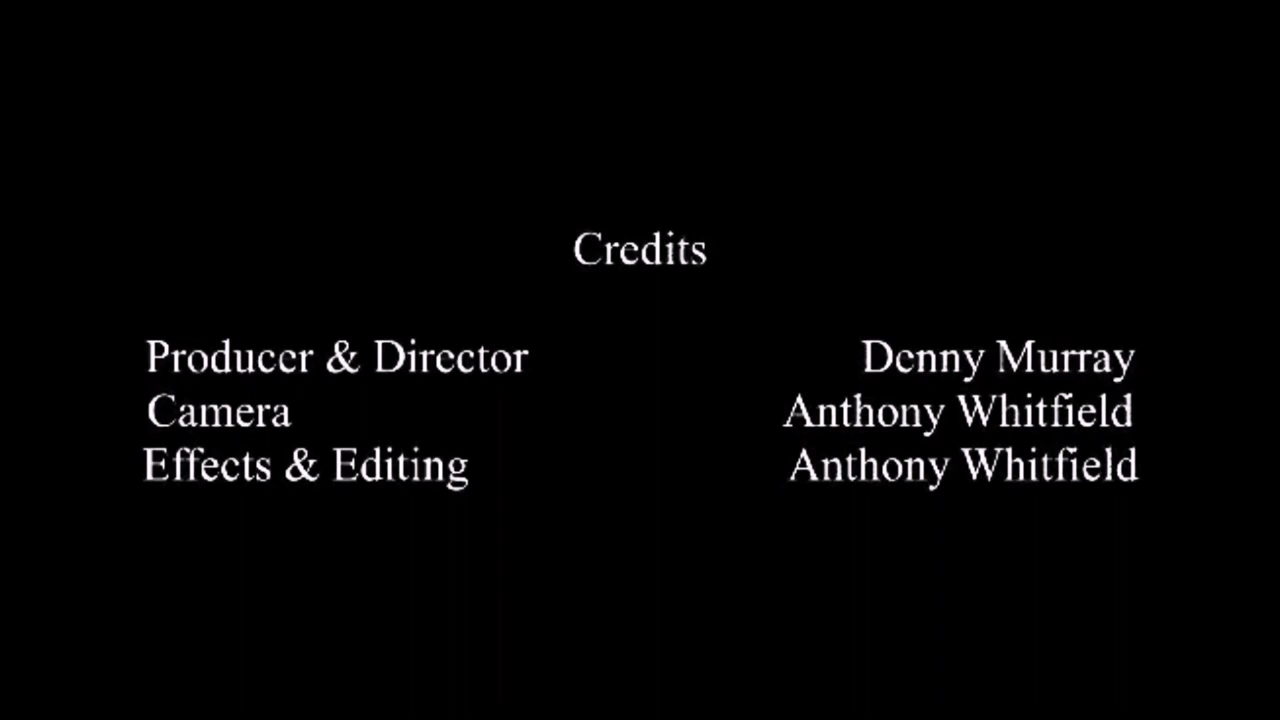 Credits
Producer & Director Denny Murray
Camera Anthony Whitfield
Effects & Editing Anthony Whitfield